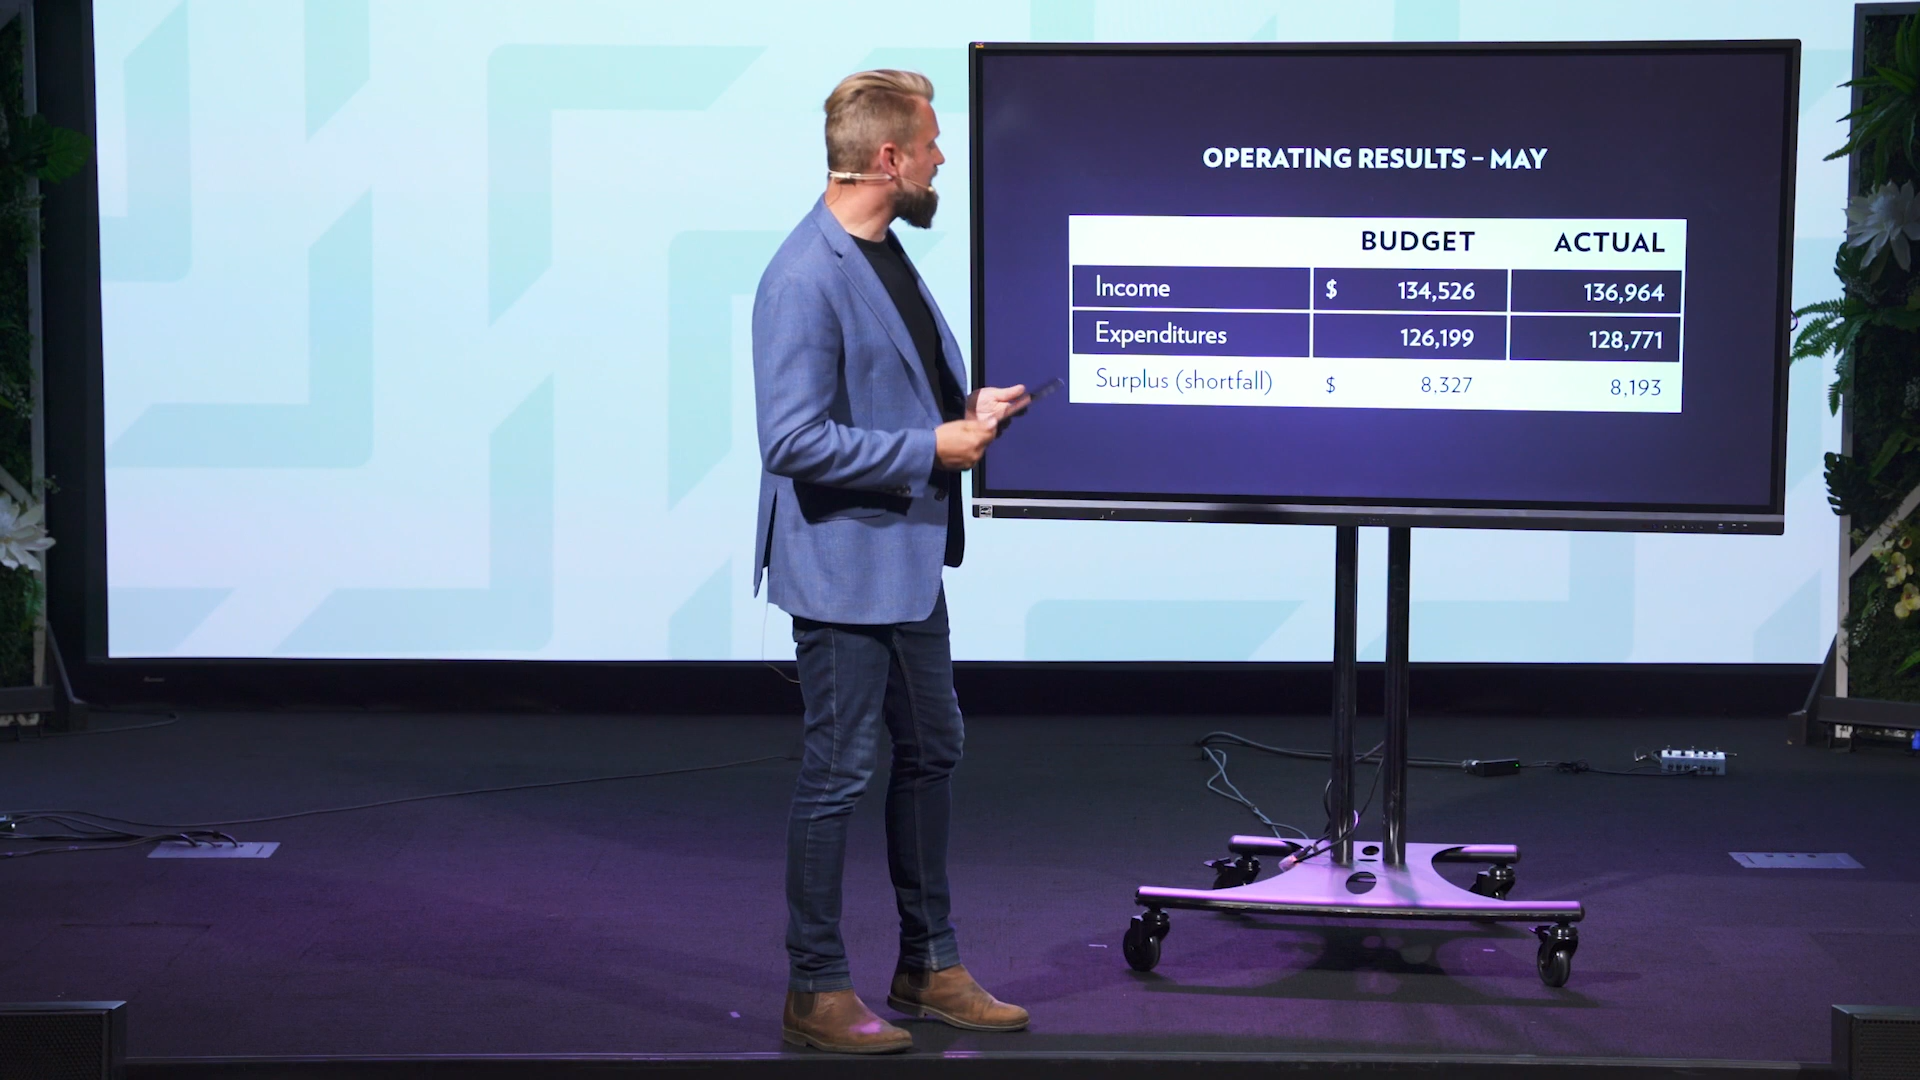 OPERATING RESULTS – MAY
BUDGET ACTUAL
Income $ 134,526 136,964
Expenditures 126,199 128,771
Surplus (shortfall) $ 8,327 8,193